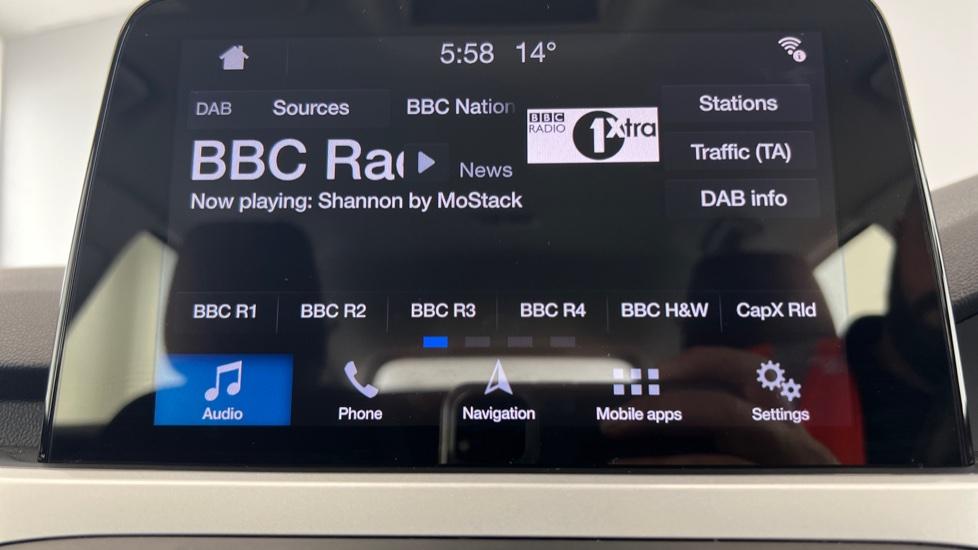 5:58 14°
DAB Sources BBC Nation
BBC RADIO 1Xtra
Stations
BBC Ra
News
Traffic (TA)
Now playing: Shannon by MoStack
DAB info
BBC R1 BBC R2 BBC R3 BBC R4 BBC H&W CapX Rld
Audio Phone Navigation Mobile apps Settings